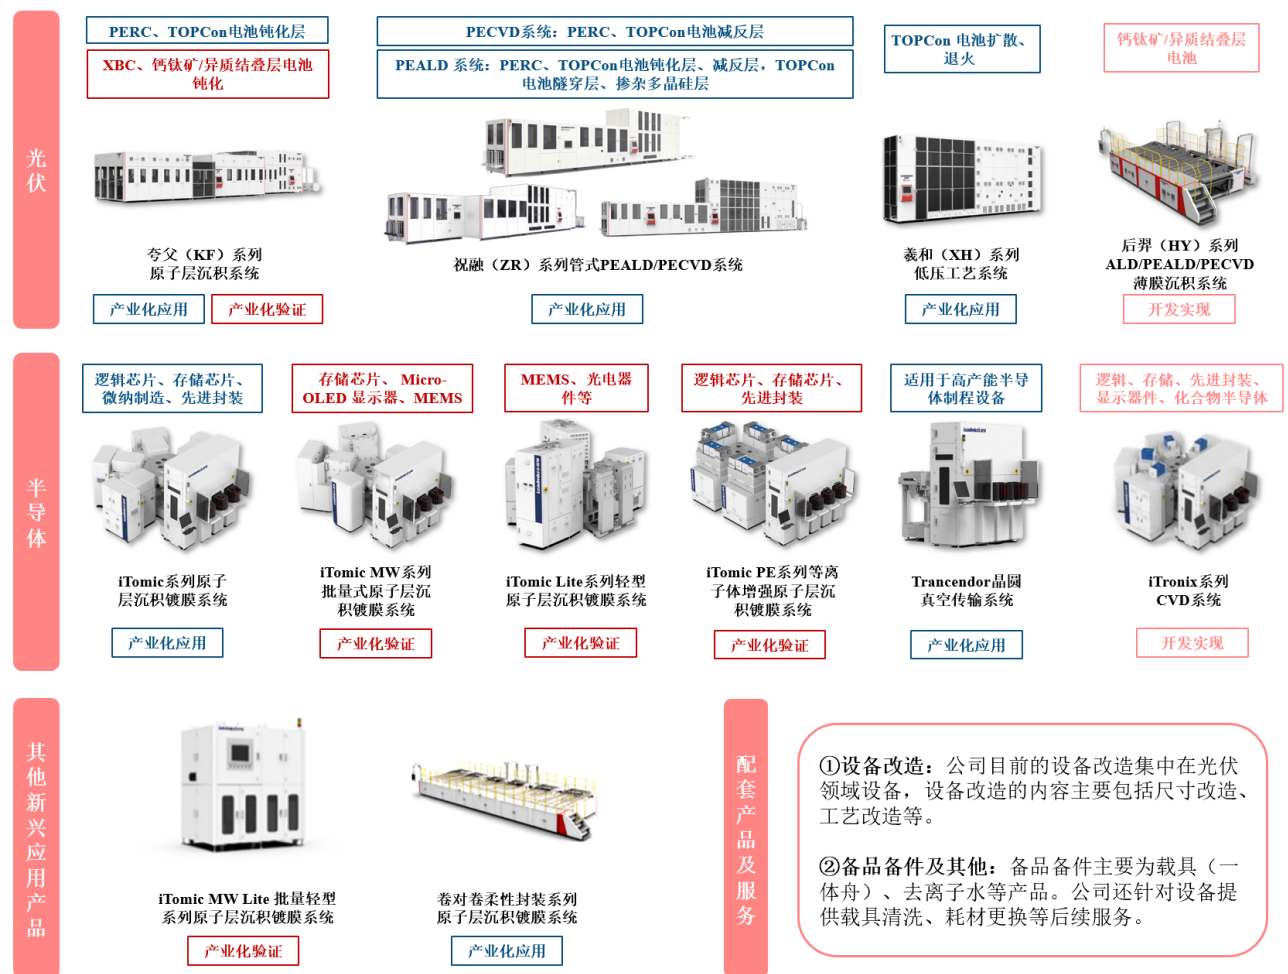 光伏
PERC、TOPCon电池钝化层
XBC、钙钛矿/异质结叠层电池
钝化
夸父（KF）系列
原子层沉积系统
产业化应用
产业化验证
PECVD系统：PERC、TOPCon电池减反层
PEALD 系统：PERC、TOPCon电池钝化层、减反层，TOPCon
电池隧穿层、掺杂多晶硅层
祝融（ZR）系列管式PEALD/PECVD系统
产业化应用
TOPCon 电池扩散、
退火
羲和（XH）系列
低压工艺系统
产业化应用
钙钛矿/异质结叠层
电池
后羿（HY）系列
ALD/PEALD/PECVD
薄膜沉积系统
开发实现
半导体
逻辑芯片、存储芯片、
微纳制造、先进封装
iTomic系列原子
层沉积镀膜系统
产业化应用
存储芯片、 Micro-
OLED 显示器、MEMS
iTomic MW系列
批量式原子层沉
积镀膜系统
产业化验证
MEMS、光电器
件等
iTomic Lite系列轻型
原子层沉积镀膜系统
产业化验证
逻辑芯片、存储芯片、
先进封装
iTomic PE系列等离
子体增强原子层沉
积镀膜系统
产业化验证
适用于高产能半导
体制程设备
Trancendor晶圆
真空传输系统
产业化应用
逻辑、存储、先进封装、
显示器件、化合物半导体
iTronix系列
CVD系统
开发实现
其他新兴应用产品
iTomic MW Lite 批量轻型
系列原子层沉积镀膜系统
产业化验证
卷对卷柔性封装系列
原子层沉积镀膜系统
产业化应用
配套产品及服务
①设备改造：公司目前的设备改造集中在光伏
领域设备，设备改造的内容主要包括尺寸改造、
工艺改造等。
②备品备件及其他：备品备件主要为载具（一
体舟）、去离子水等产品。公司还针对设备提
供载具清洗、耗材更换等后续服务。